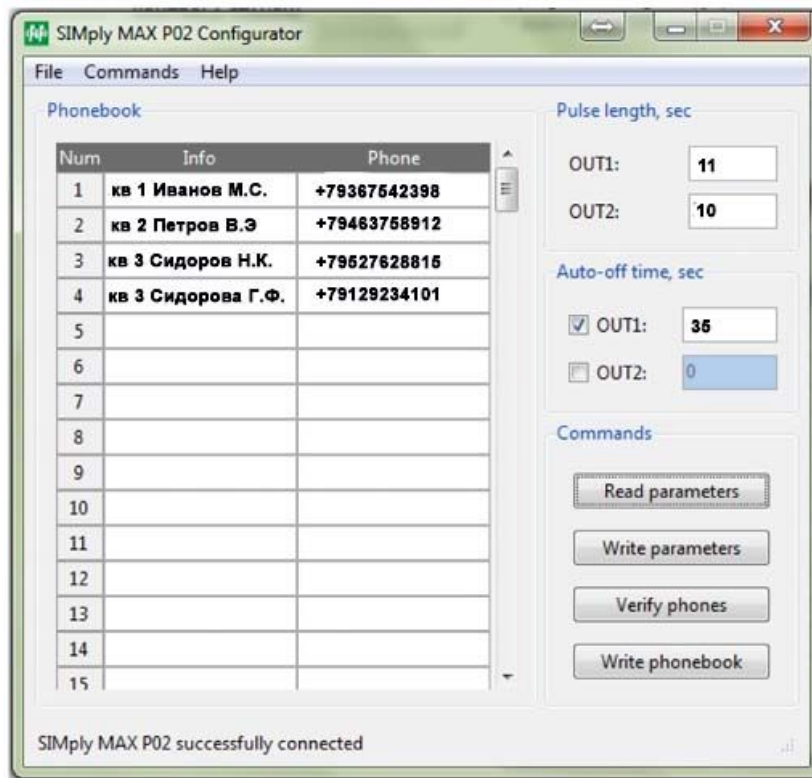 SIMply MAX P02 Configurator
File Commands Help
Phonebook
Num Info Phone
1 кв 1 Иванов М.С. +79367542398
2 кв 2 Петров В.Э +79463758912
3 кв 3 Сидоров Н.К. +79527628815
4 кв 3 Сидорова Г.Ф. +79129234101
5
6
7
8
9
10
11
12
13
14
15
Pulse length, sec
OUT1: 11
OUT2: 10
Auto-off time, sec
OUT1: 35
OUT2: 0
Commands
Read parameters
Write parameters
Verify phones
Write phonebook
SIMply MAX P02 successfully connected